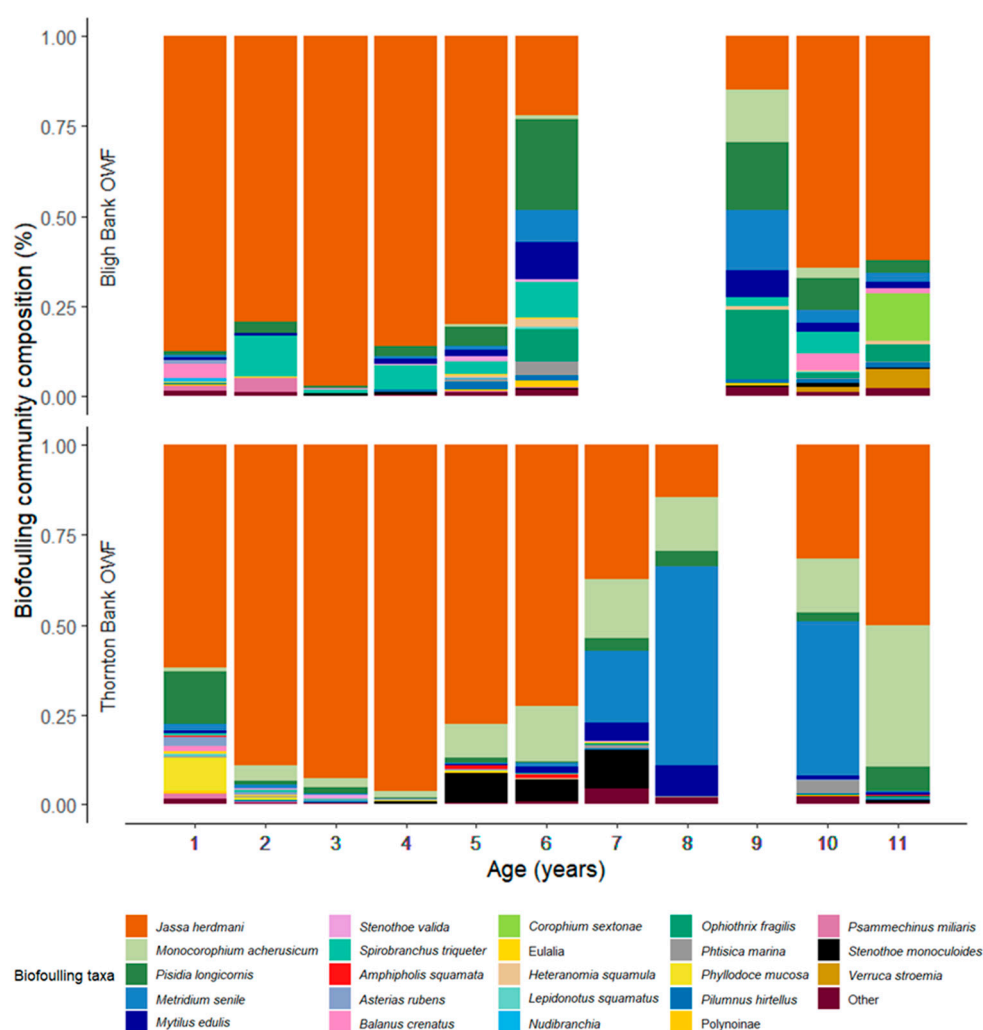 Biofoulling community composition (%)
Bligh Bank OWF
1.00
0.75
0.50
0.25
0.00
Thornton Bank OWF
1.00
0.75
0.50
0.25
0.00
1 2 3 4 5 6 7 8 9 10 11
Age (years)
Biofoulling taxa
Jassa herdmani
Monocorophium acherusicum
Pisidia longicornis
Metridium senile
Mytilus edulis
Stenothoe valida
Spirobranchus triqueter
Amphipholis squamata
Asterias rubens
Balanus crenatus
Corophium sextonae
Eulalia
Heteranomia squamula
Lepidonotus squamatus
Nudibranchia
Ophiothrix fragilis
Phtisica marina
Phyllodoce mucosa
Pilumnus hirtellus
Polynoinae
Psammechinus miliaris
Stenothoe monoculoides
Verruca stroemia
Other